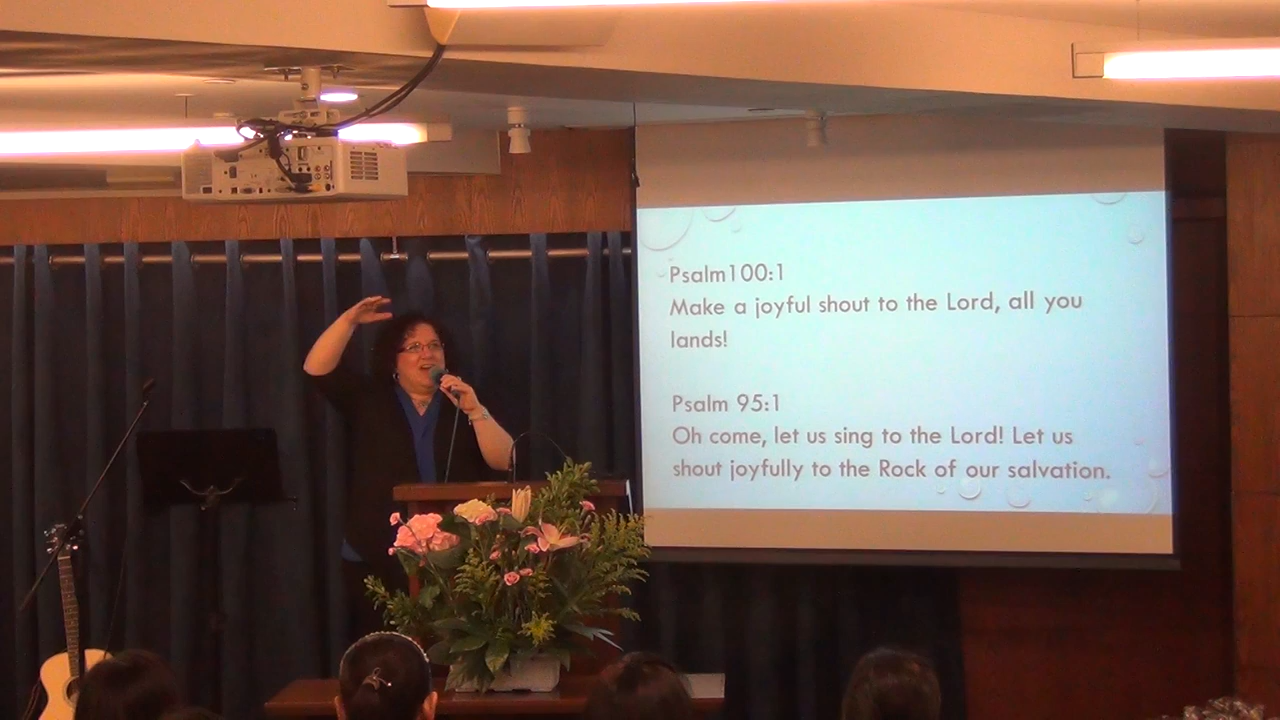 Psalm100:1
Make a joyful shout to the Lord, all you
lands!
Psalm 95:1
Oh come, let us sing to the Lord! Let us
shout joyfully to the Rock of our salvation.